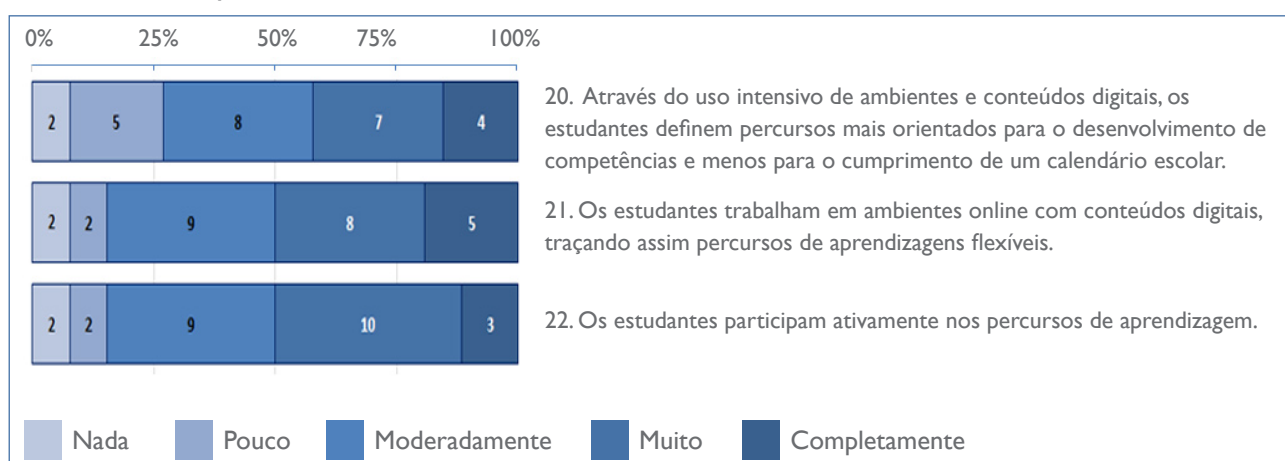 0% 25% 50% 75% 100%
2 5 8 7 4
20. Através do uso intensivo de ambientes e conteúdos digitais, os
estudantes definem percursos mais orientados para o desenvolvimento de
competências e menos para o cumprimento de um calendário escolar.
2 2 9 8 5
21. Os estudantes trabalham em ambientes online com conteúdos digitais,
traçando assim percursos de aprendizagens flexíveis.
2 2 9 10 3
22. Os estudantes participam ativamente nos percursos de aprendizagem.
Nada Pouco Moderadamente Muito Completamente